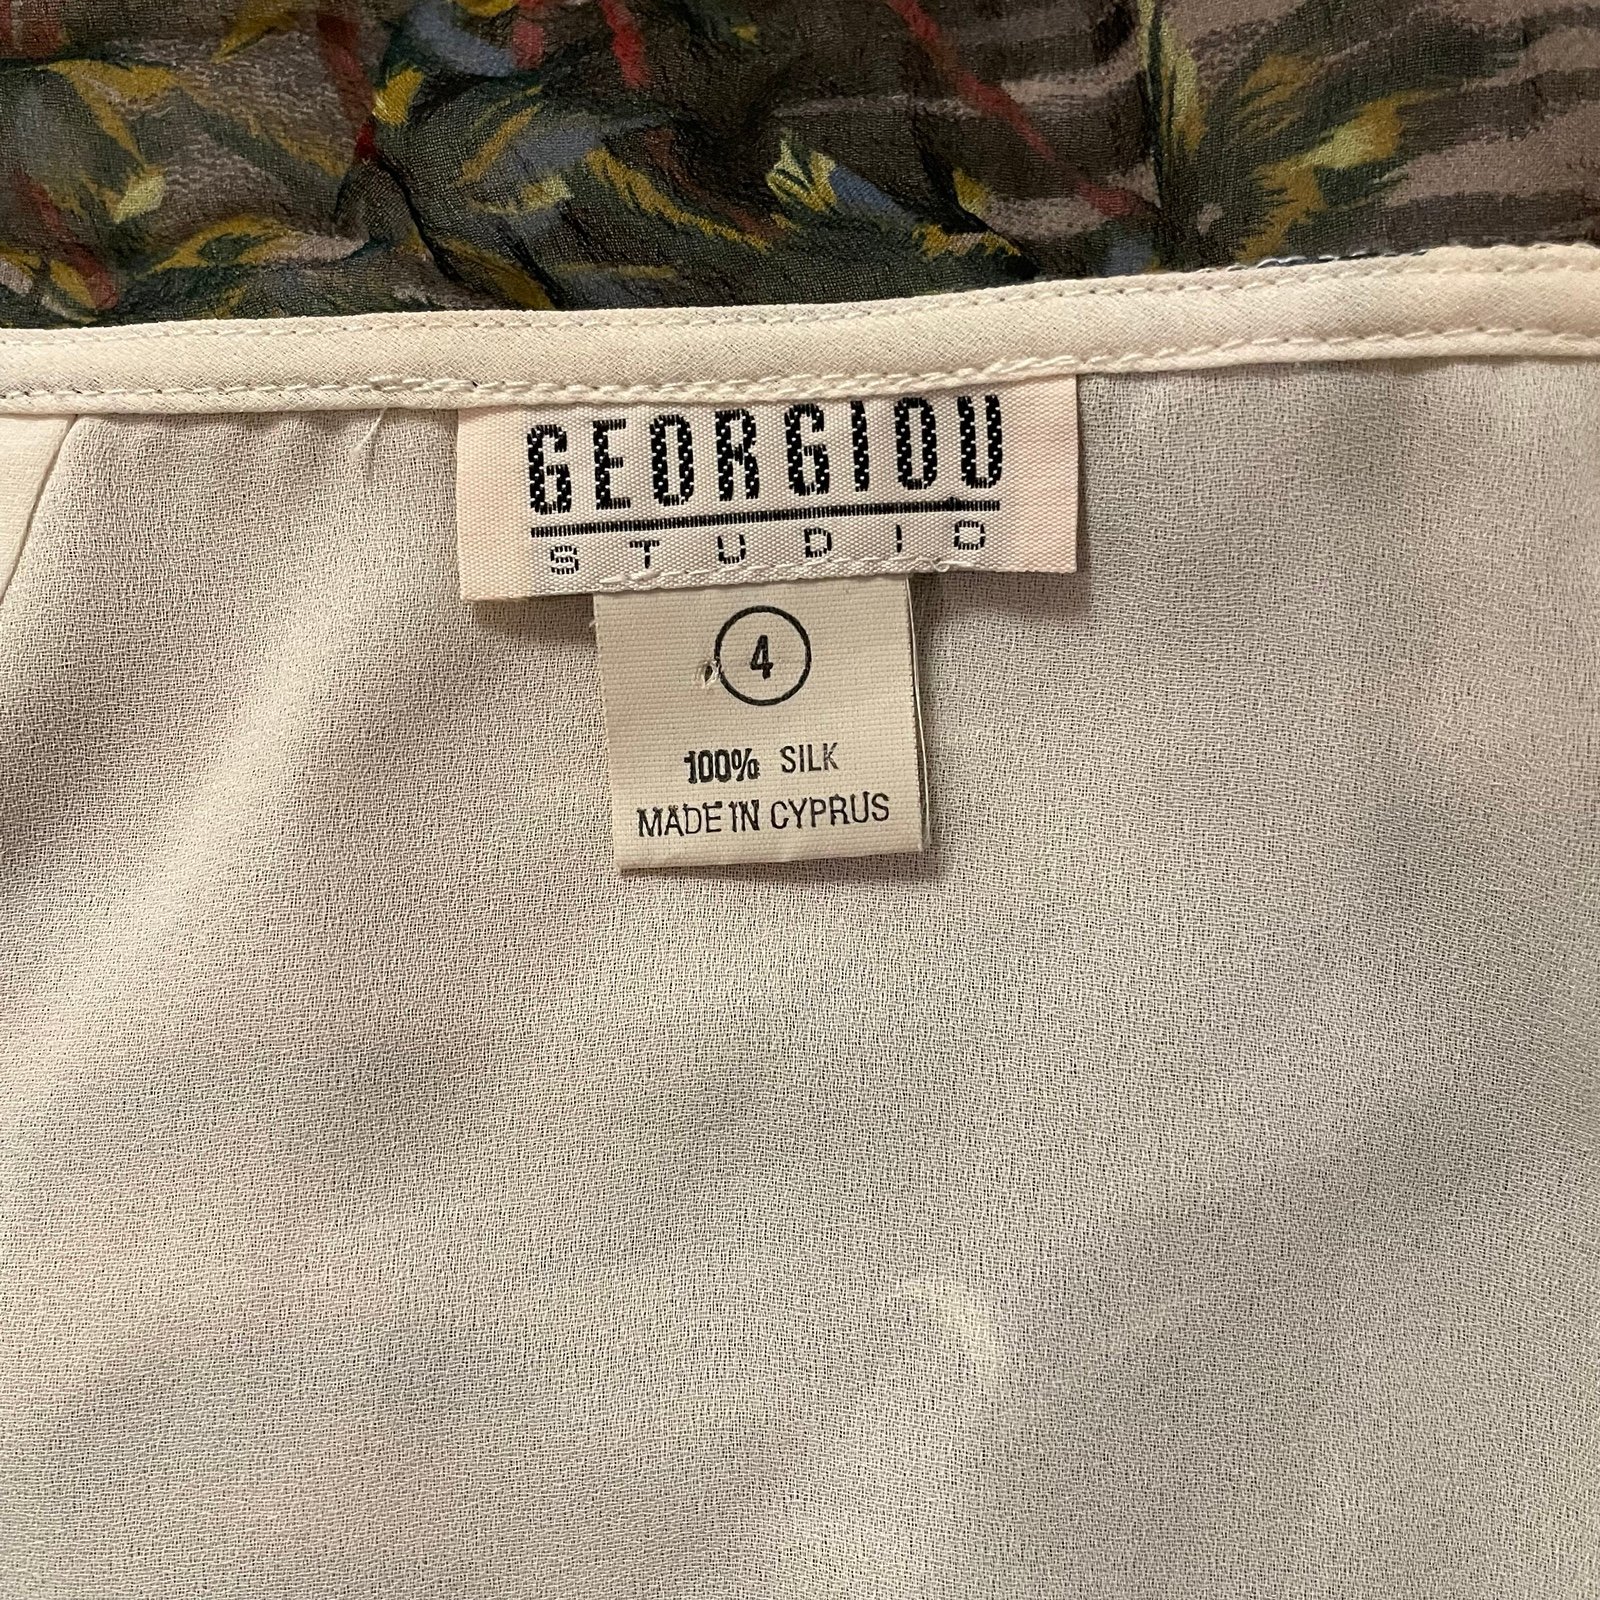 GEORGIOU
STUDIO
4
100% SILK
MADE IN CYPRUS